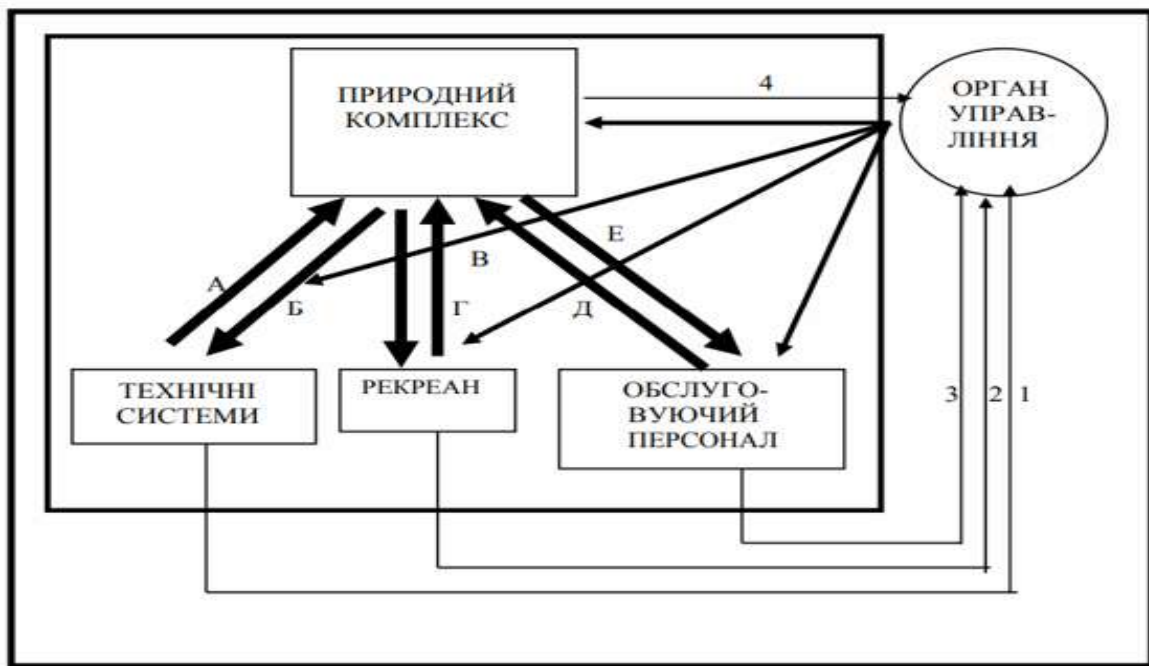 ПРИРОДНИЙ
КОМПЛЕКС
4
ОРГАН
УПРАВ-
ЛІННЯ
А
Б
В
Г
Д
Е
ТЕХНІЧНІ
СИСТЕМИ
РЕКРЕАН
ОБСЛУГО-
ВУЮЧИЙ
ПЕРСОНАЛ
3
2
1